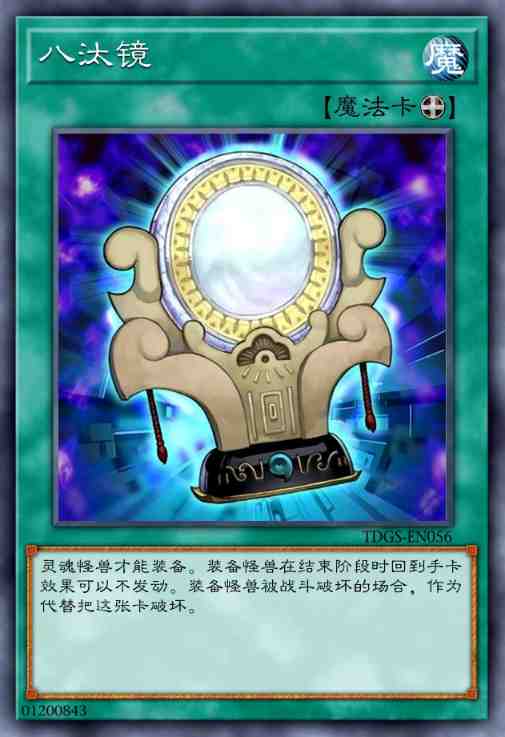 八汰镜
魔
【魔法卡】
TDGS-EN056
灵魂怪兽才能装备。装备怪兽在结束阶段时回到手卡
效果可以不发动。装备怪兽被战斗破坏的场合，作为
代替把这张卡破坏。
01200843